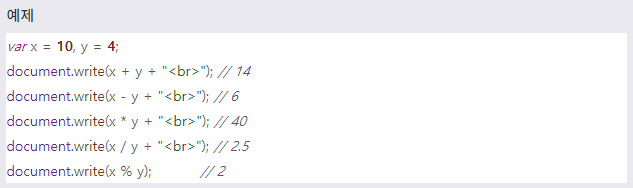 예제
var x = 10, y = 4;
document.write(x + y + "<br>"); // 14
document.write(x - y + "<br>"); // 6
document.write(x * y + "<br>"); // 40
document.write(x / y + "<br>"); // 2.5
document.write(x % y);          // 2